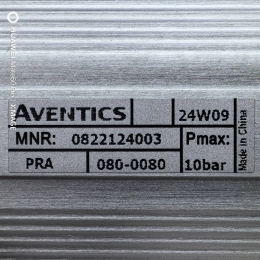 AVENTICS 24W09
MNR: 0822124003 Pmax:
PRA 080-0080 10bar
Made in China